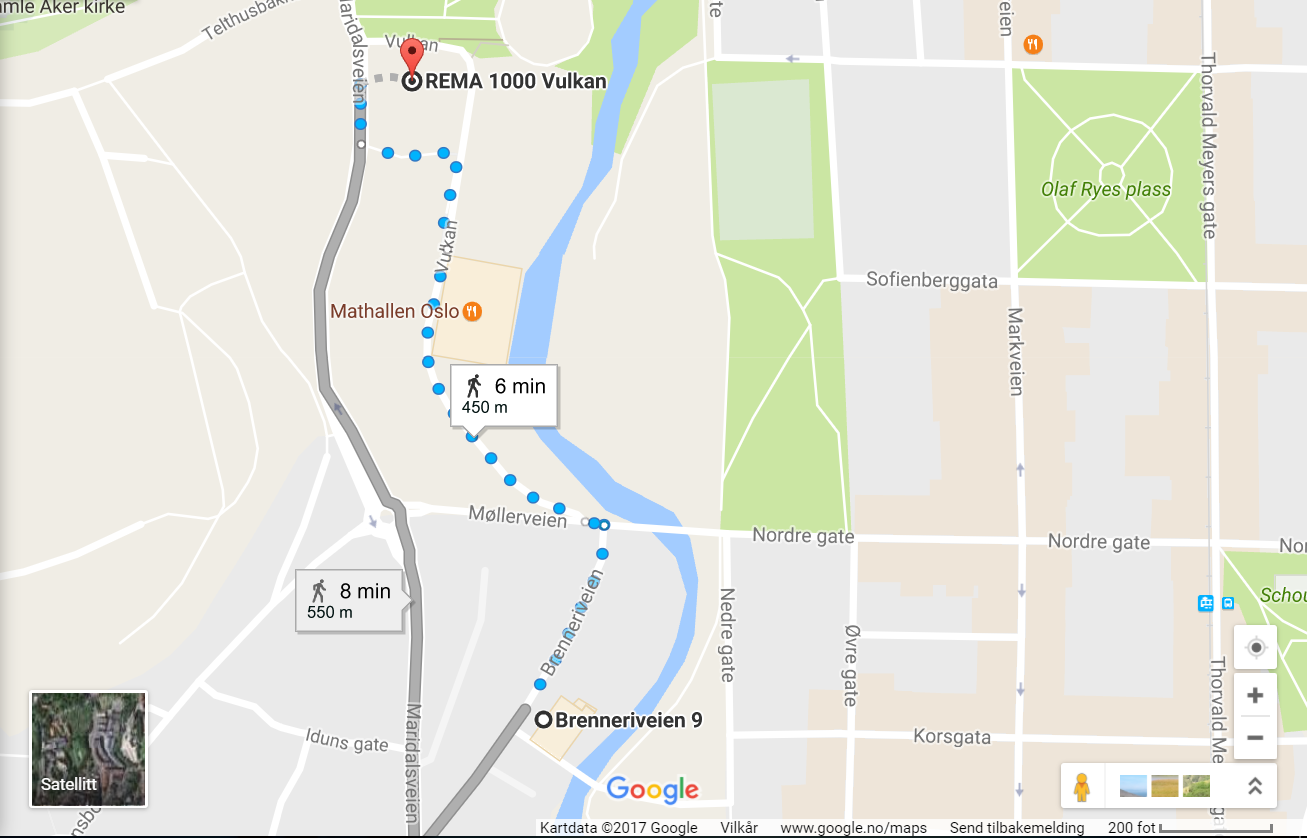 amle Aker kirke
Telthusbakk
Maridalsveien
Vulkan
REMA 1000 Vulkan
Thorvald Meyers gate
Olaf Ryes plass
Vulkan
Sofienberggata
Mathallen Oslo
Markveien
6 min
450 m
Møllerveien
Nordre gate
Nordre gate
No
8 min
550 m
Brenneriveien
Nedre gate
Øvre gate
Schou
Brenneriveien 9
Thorvald Me
Iduns gate
Maridalsveien
Korsgata
Satellitt
Google
Kartdata ©2017 Google Vilkår www.google.no/maps Send tilbakemelding 200 fot